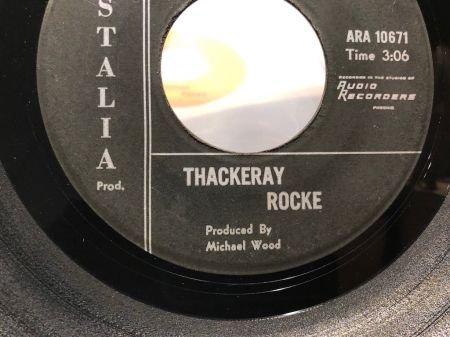 STALIA
Prod.
ARA 10671
Time 3:06
RECORDED IN THE STUDIOS OF
AUDIO
RECORDERS
PHOENIX
THACKERAY
ROCKE
Produced By
Michael Wood